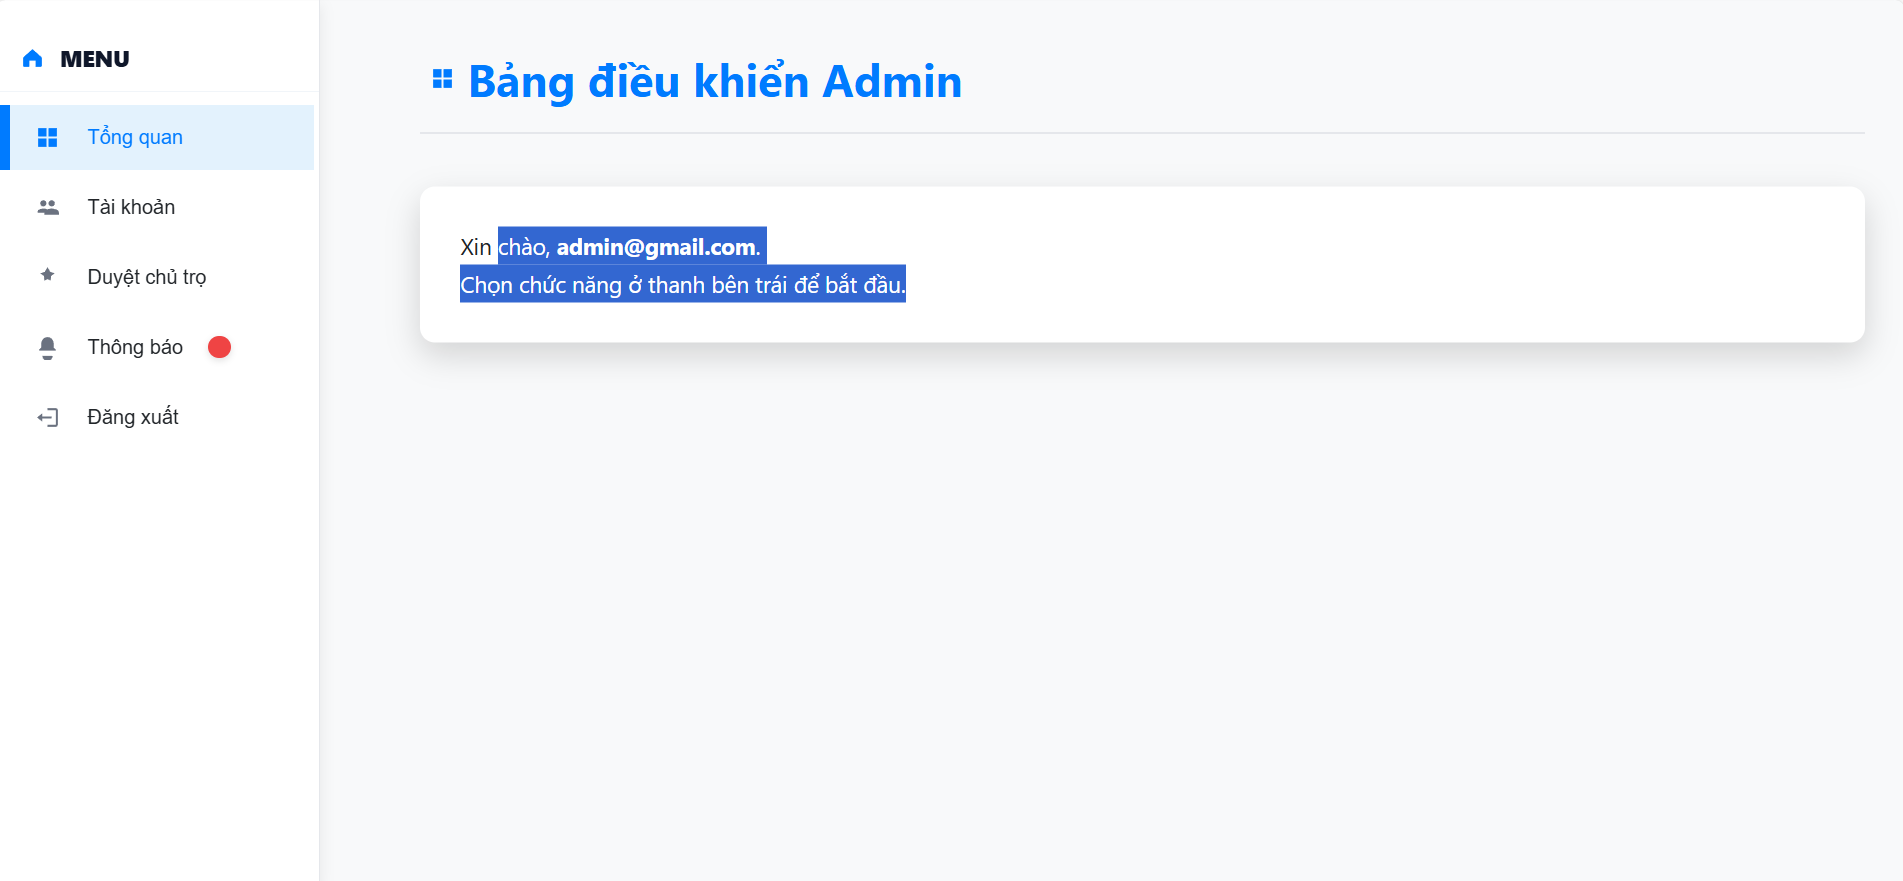 MENU
Tổng quan
Tài khoản
Duyệt chủ trọ
Thông báo
Đăng xuất
Bảng điều khiển Admin
Xin chào, admin@gmail.com.
Chọn chức năng ở thanh bên trái để bắt đầu.